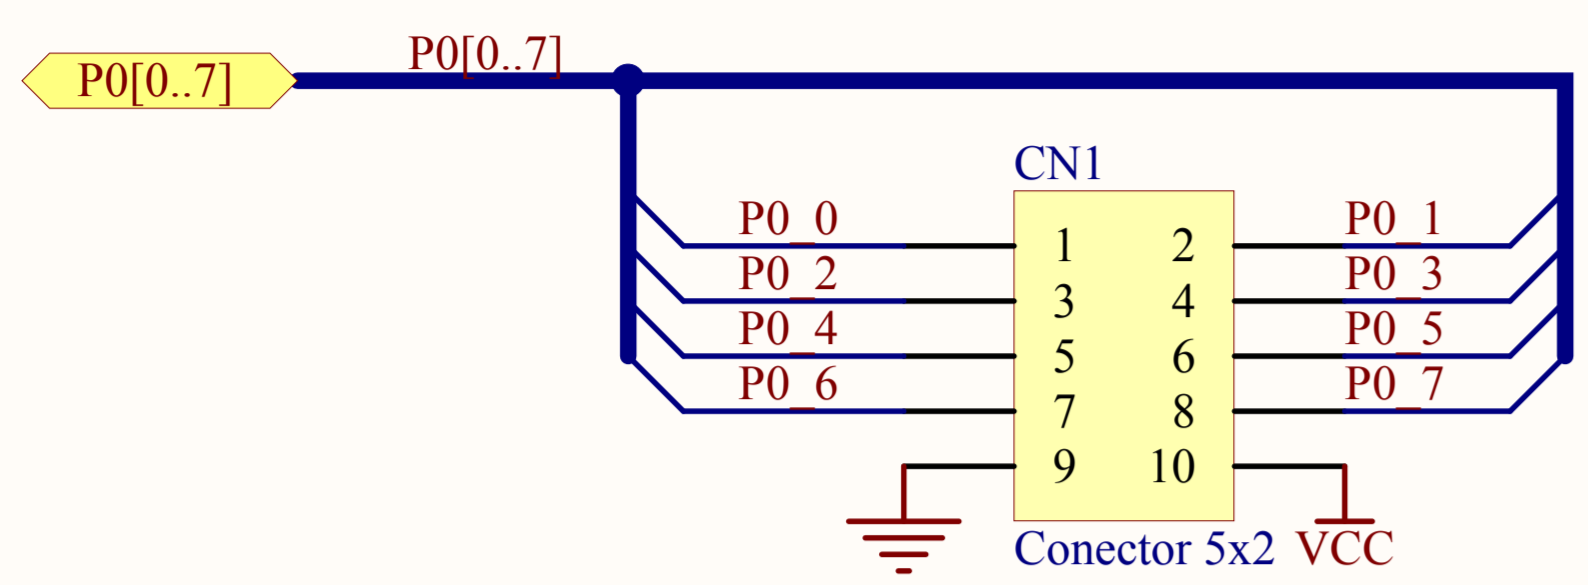 P0[0..7]
P0[0..7]
CN1
P0_0 1 2 P0_1
P0_2 3 4 P0_3
P0_4 5 6 P0_5
P0_6 7 8 P0_7
9 10
Conector 5x2 VCC